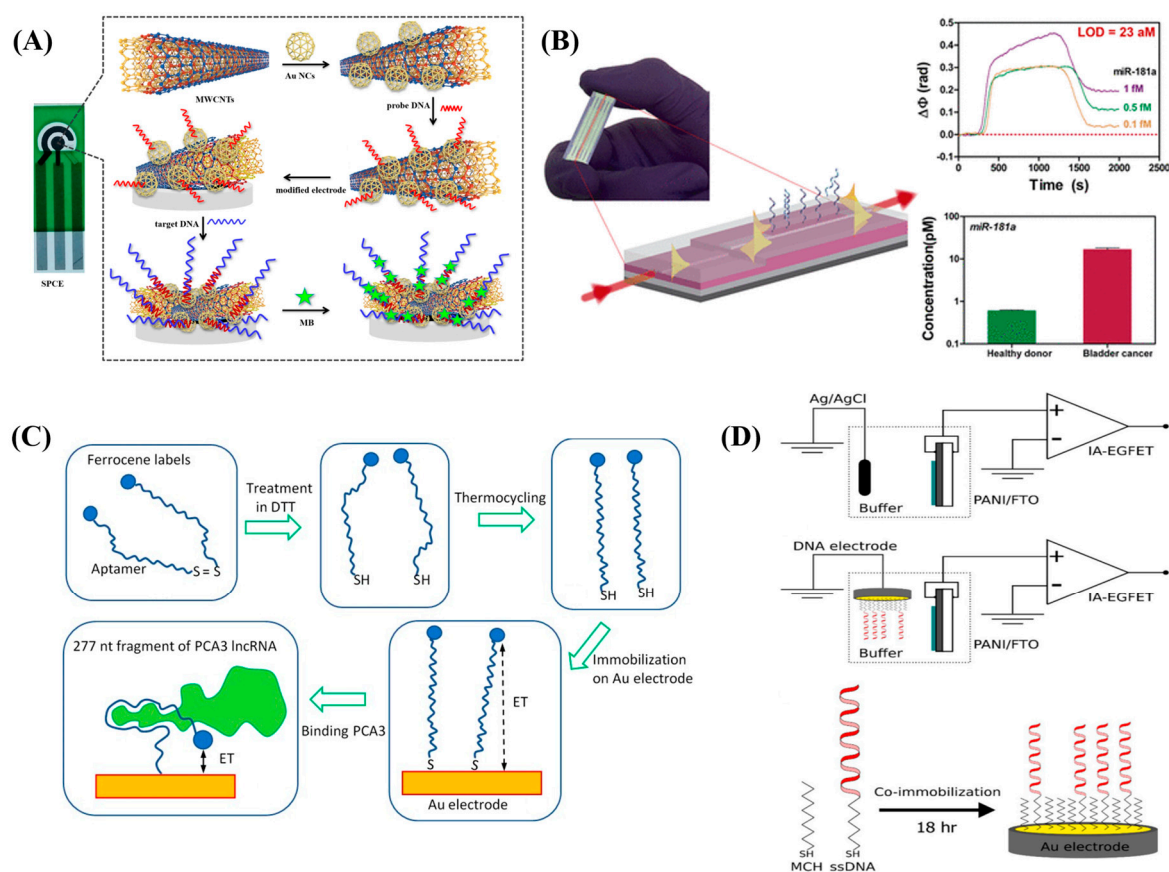 (A)
Au NCs
MWCNTs
probe DNA
modified electrode
target DNA
MB
SPCE
(B)
LOD = 23 aM
miR-181a
1 fM
0.5 fM
0.1 fM
ΔΦ (rad)
0.5
0.4
0.3
0.2
0.1
0.0
-0.1
0 500 1000 1500 2000 2500
Time (s)
miR-181a
Concentration(pM)
100
10
1
0.1
Healthy donor Bladder cancer
(C)
Ferrocene labels
Aptamer
S = S
Treatment
in DTT
SH SH
Thermocycling
SH SH
Immobilization
on Au electrode
ET
S S
Au electrode
Binding PCA3
277 nt fragment of PCA3 lncRNA
ET
(D)
Ag/AgCl
Buffer
PANI/FTO
+
-
IA-EGFET
DNA electrode
Buffer
PANI/FTO
+
-
IA-EGFET
SH
MCH
SH
ssDNA
Co-immobilization
18 hr
Au electrode